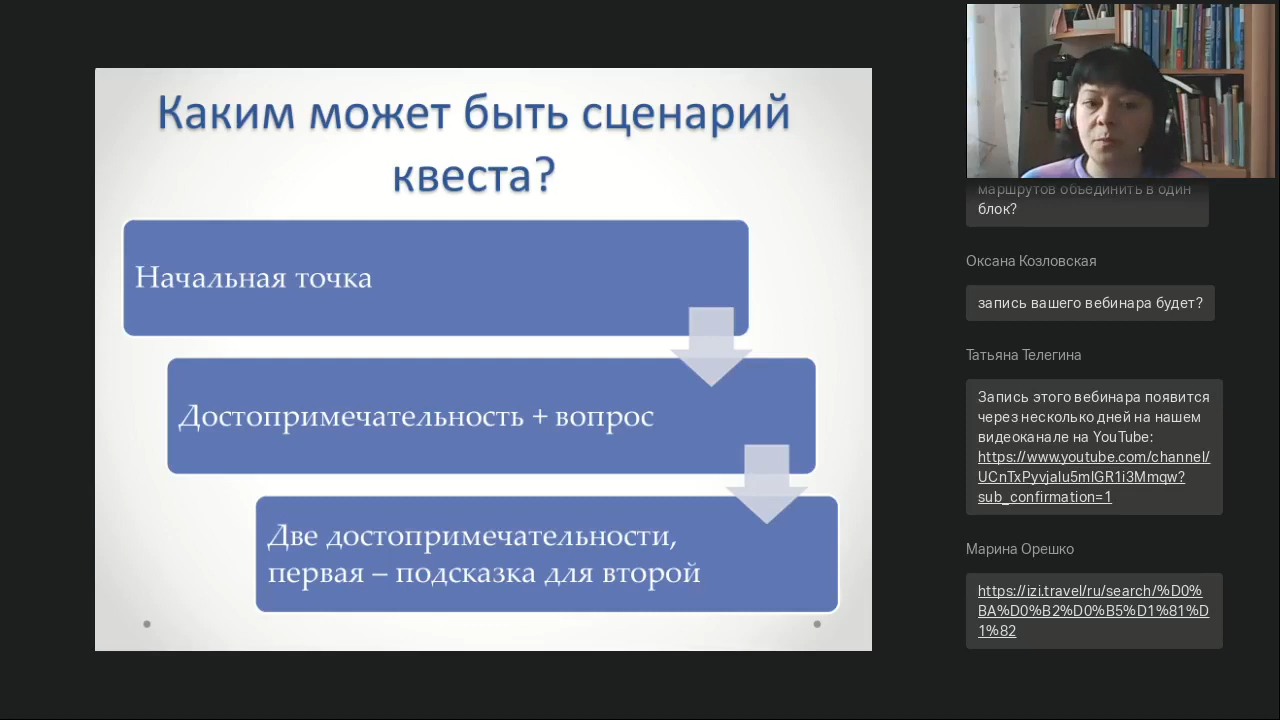 Каким может быть сценарий
квеста?
Начальная точка
Достопримечательность + вопрос
Две достопримечательности,
первая – подсказка для второй
маршрутов объединить в один
блок?
Оксана Козловская
запись вашего вебинара будет?
Татьяна Телегина
Запись этого вебинара появится
через несколько дней на нашем
видеоканале на YouTube:
https://www.youtube.com/channel/
UCnTxPyvjalu5mlGR1i3Mmqw?
sub_confirmation=1
Марина Орешко
https://izi.travel/ru/search/%D0%
BA%D0%B2%D0%B5%D1%81%D
1%82